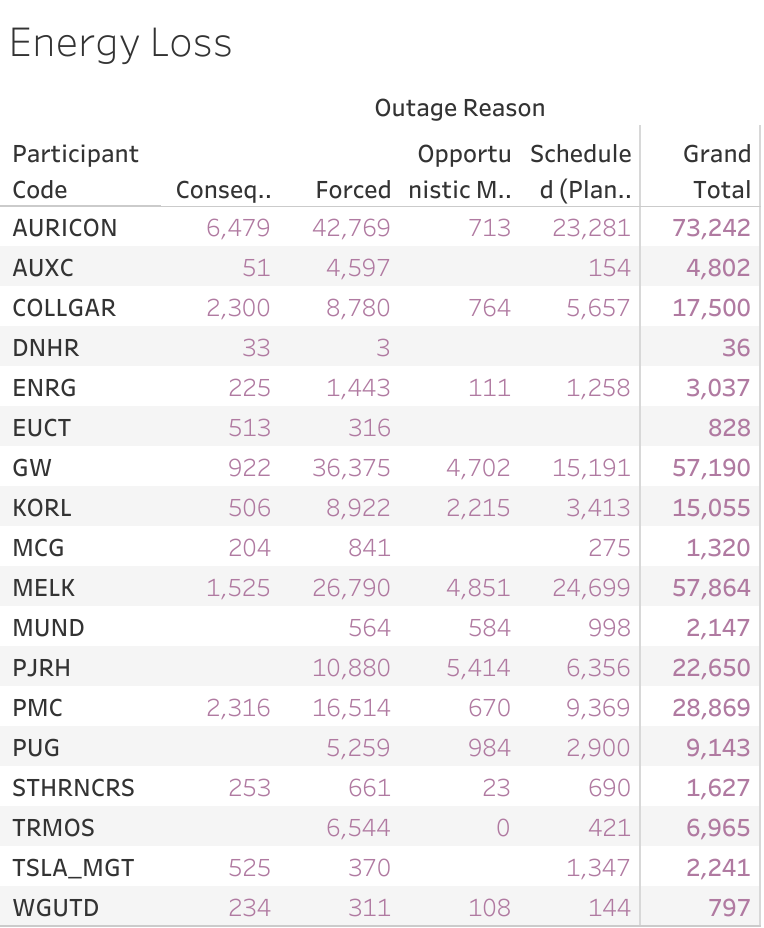 Energy Loss
Outage Reason
Participant Code Conseq.. Forced Opportu nistic M.. Schedule d (Plan.. Grand Total
AURICON 6,479 42,769 713 23,281 73,242
AUXC 51 4,597 154 4,802
COLLGAR 2,300 8,780 764 5,657 17,500
DNHR 33 3 36
ENRG 225 1,443 111 1,258 3,037
EUCT 513 316 828
GW 922 36,375 4,702 15,191 57,190
KORL 506 8,922 2,215 3,413 15,055
MCG 204 841 275 1,320
MELK 1,525 26,790 4,851 24,699 57,864
MUND 564 584 998 2,147
PJRH 10,880 5,414 6,356 22,650
PMC 2,316 16,514 670 9,369 28,869
PUG 5,259 984 2,900 9,143
STHRNCRS 253 661 23 690 1,627
TRMOS 6,544 0 421 6,965
TSLA_MGT 525 370 1,347 2,241
WGUTD 234 311 108 144 797